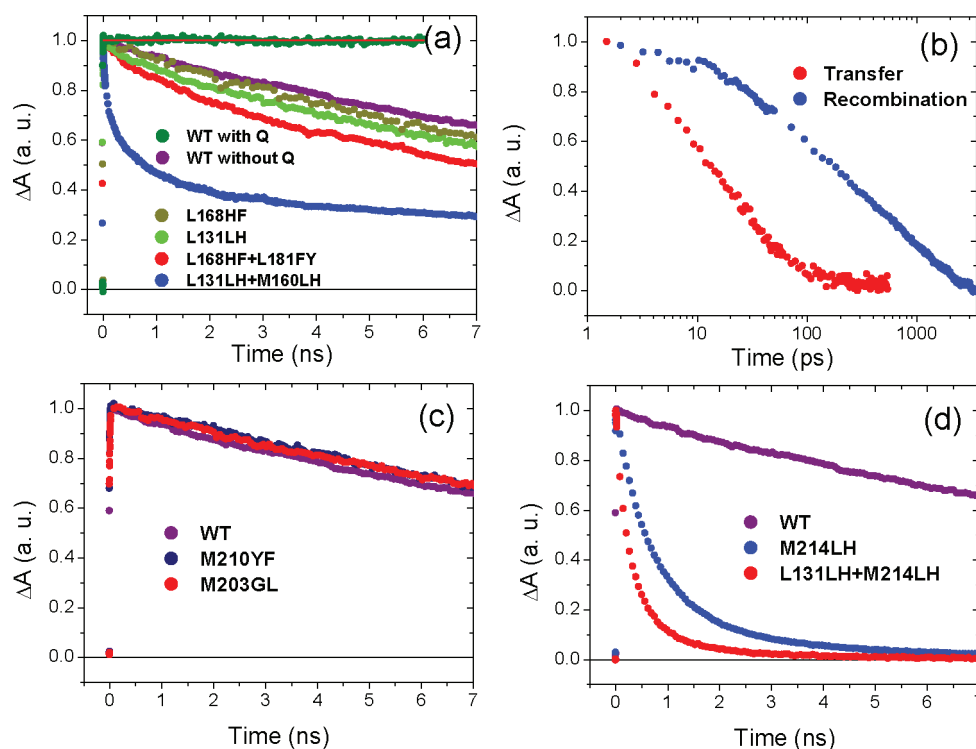 (a)
1.0
0.8
0.6
0.4
0.2
0.0
ΔA (a. u.)
WT with Q
WT without Q
L168HF
L131LH
L168HF+L181FY
L131LH+M160LH
0 1 2 3 4 5 6 7
Time (ns)
(b)
1.0
0.8
0.6
0.4
0.2
0.0
ΔA (a. u.)
Transfer
Recombination
1 10 100 1000
Time (ps)
(c)
1.0
0.8
0.6
0.4
0.2
0.0
ΔA (a. u.)
WT
M210YF
M203GL
0 1 2 3 4 5 6 7
Time (ns)
(d)
1.0
0.8
0.6
0.4
0.2
0.0
ΔA (a. u.)
WT
M214LH
L131LH+M214LH
0 1 2 3 4 5 6 7
Time (ns)